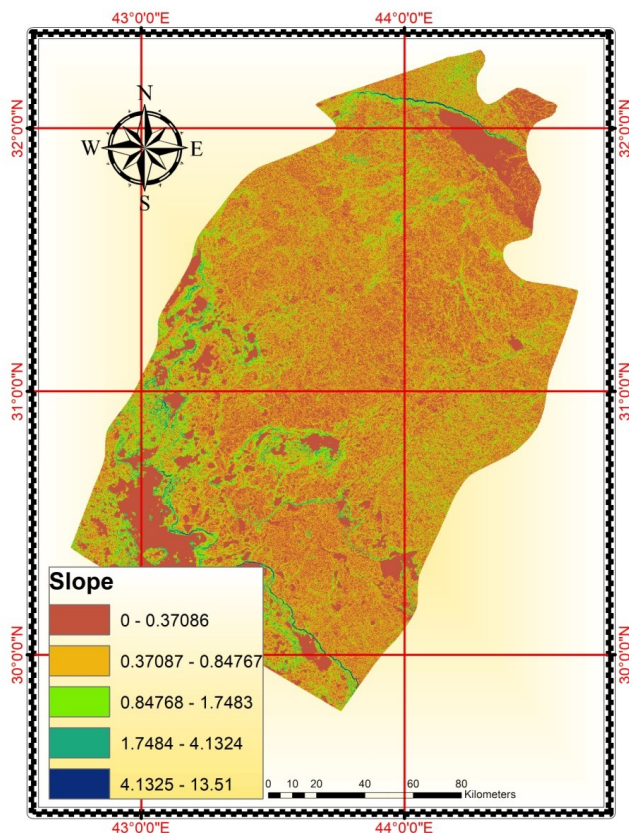 43°0'0"E 44°0'0"E
N
W E
S
32°0'0"N 32°0'0"N
31°0'0"N 31°0'0"N
30°0'0"N 30°0'0"N
Slope
0 - 0.37086
0.37087 - 0.84767
0.84768 - 1.7483
1.7484 - 4.1324
4.1325 - 13.51
0 5 10 20 40 60 80
Kilometers
43°0'0"E 44°0'0"E